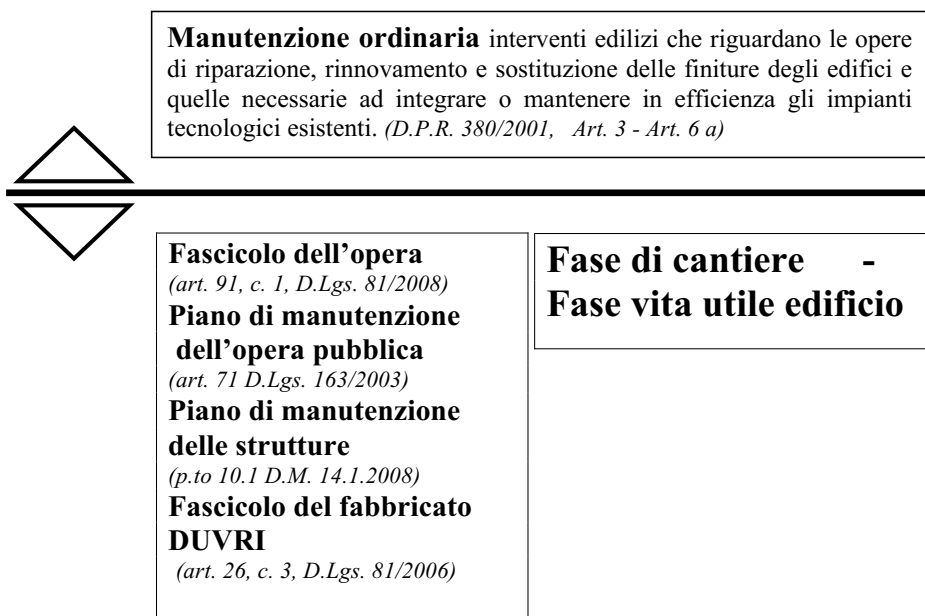 Manutenzione ordinaria interventi edilizi che riguardano le opere
di riparazione, rinnovamento e sostituzione delle finiture degli edifici e
quelle necessarie ad integrare o mantenere in efficienza gli impianti
tecnologici esistenti. (D.P.R. 380/2001, Art. 3 - Art. 6 a)
Fascicolo dell’opera
(art. 91, c. 1, D.Lgs. 81/2008)
Piano di manutenzione
dell’opera pubblica
(art. 71 D.Lgs. 163/2003)
Piano di manutenzione
delle strutture
(p.to 10.1 D.M. 14.1.2008)
Fascicolo del fabbricato
DUVRI
(art. 26, c. 3, D.Lgs. 81/2006)
Fase di cantiere -
Fase vita utile edificio